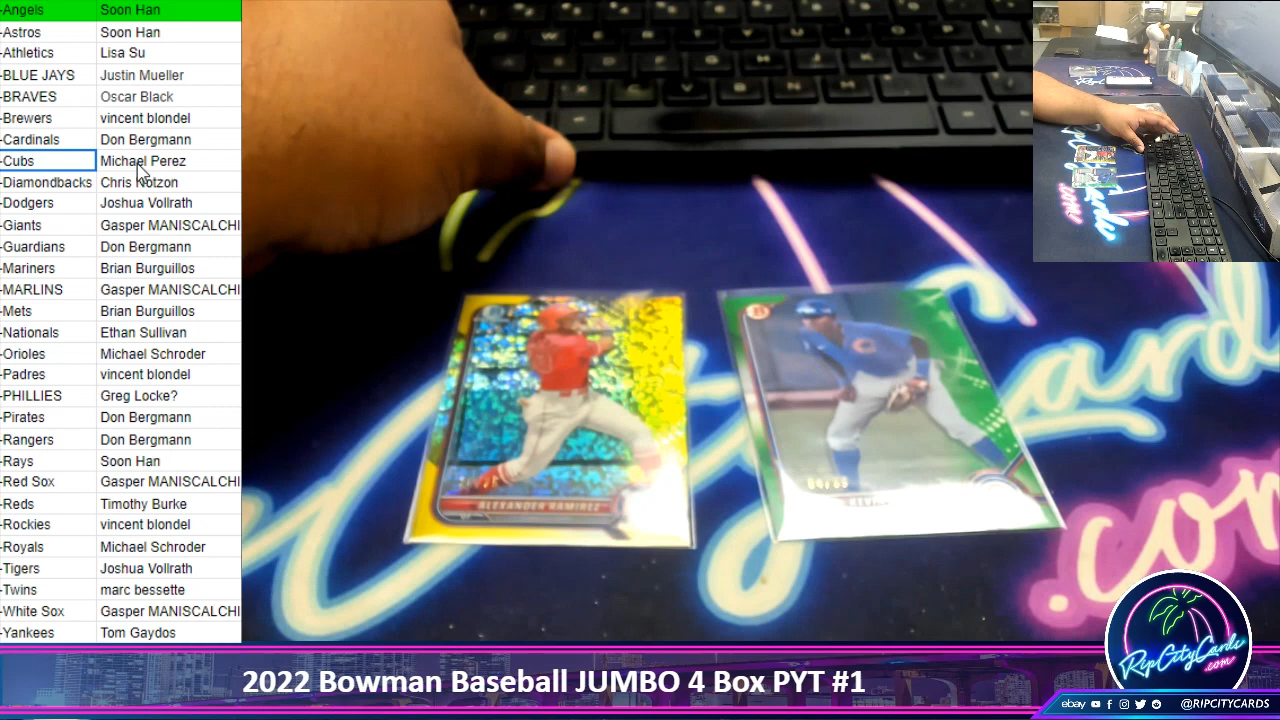 -Angels Soon Han
-Astros Soon Han
-Athletics Lisa Su
-BLUE JAYS Justin Mueller
-BRAVES Oscar Black
-Brewers vincent blondel
-Cardinals Don Bergmann
-Cubs Michael Perez
-Diamondbacks Chris Kotzon
-Dodgers Joshua Vollrath
-Giants Gasper MANISCALCHI
-Guardians Don Bergmann
-Mariners Brian Burguillos
-MARLINS Gasper MANISCALCHI
-Mets Brian Burguillos
-Nationals Ethan Sullivan
-Orioles Michael Schroder
-Padres vincent blondel
-PHILLIES Greg Locke?
-Pirates Don Bergmann
-Rangers Don Bergmann
-Rays Soon Han
-Red Sox Gasper MANISCALCHI
-Reds Timothy Burke
-Rockies vincent blondel
-Royals Michael Schroder
-Tigers Joshua Vollrath
-Twins marc bessette
-White Sox Gasper MANISCALCHI
-Yankees Tom Gaydos
ALEXANDER RAMIREZ
.com
2022 Bowman Baseball JUMBO 4 Box PYT #1
RipCityCards
.com
ebay @RIPCITYCARDS